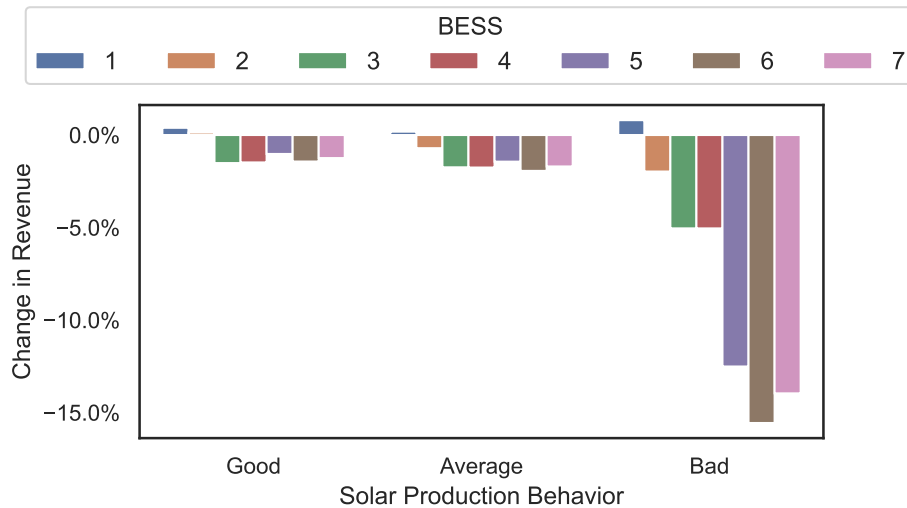 BESS
1 2 3 4 5 6 7
0.0%
−5.0%
−10.0%
−15.0%
Change in Revenue
Good Average Bad
Solar Production Behavior